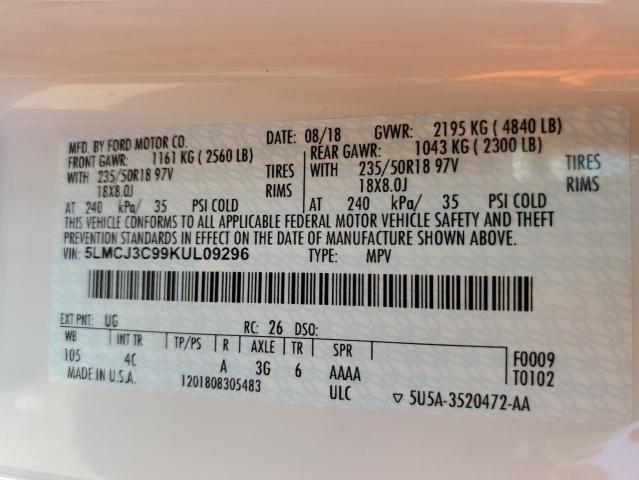 MFD. BY FORD MOTOR CO. DATE: 08/18 GVWR: 2195 KG ( 4840 LB)
FRONT GAWR: 1161 KG ( 2560 LB) REAR GAWR: 1043 KG ( 2300 LB)
WITH 235/50R18 97V TIRES WITH 235/50R18 97V TIRES
18X8.0J RIMS 18X8.0J RIMS
AT 240 kPa/ 35 PSI COLD AT 240 kPa/ 35 PSI COLD
THIS VEHICLE CONFORMS TO ALL APPLICABLE FEDERAL MOTOR VEHICLE SAFETY AND THEFT
PREVENTION STANDARDS IN EFFECT ON THE DATE OF MANUFACTURE SHOWN ABOVE.
VIN: 5LMCJ3C99KUL09296 TYPE: MPV
EXT PNT: UG RC: 26 DSO:
WB INT TR TP/PS R AXLE TR SPR F0009
105 4C A 3G 6 AAAA T0102
MADE IN U.S.A. 1201808305483 ULC ▽ 5U5A-3520472-AA